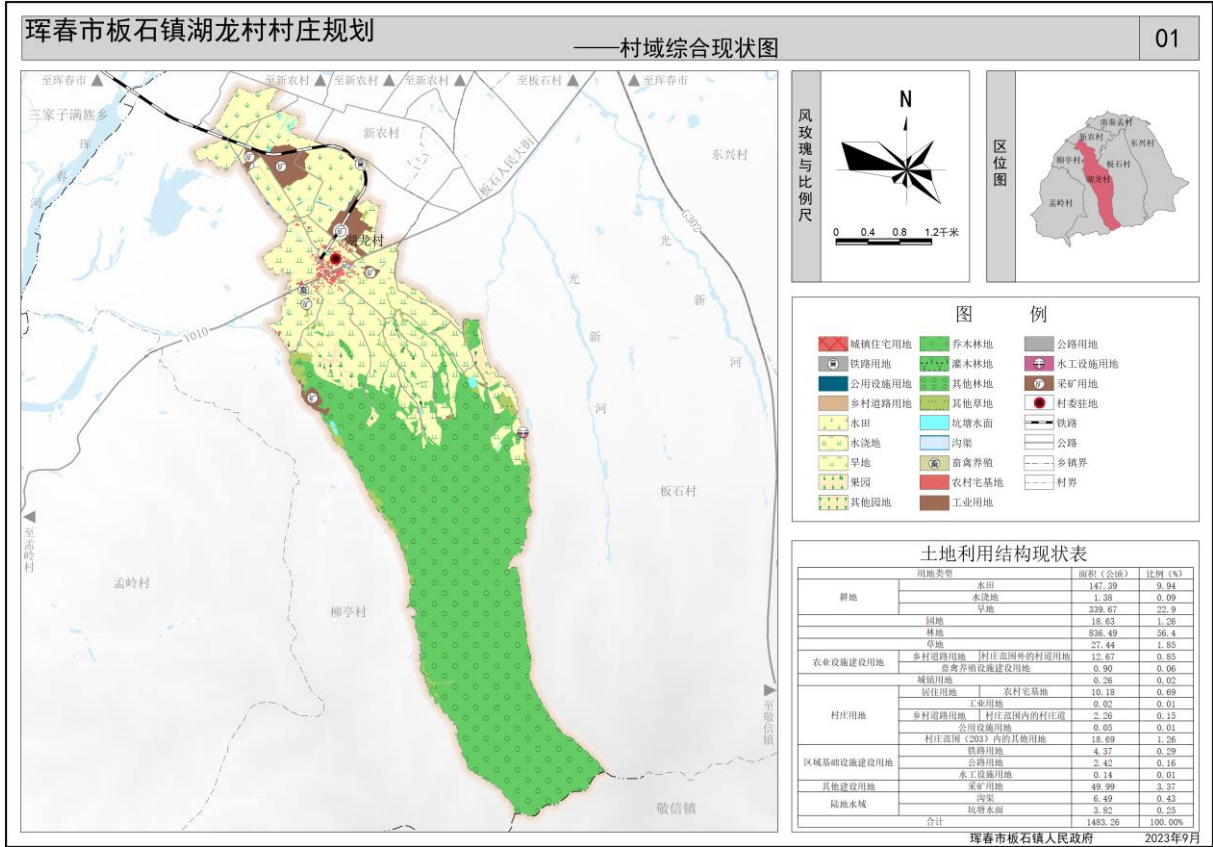 珲春市板石镇湖龙村村庄规划
——村域综合现状图
01
至珲春市
至新农村
至新农村
至新农村
至板石村
至珲春市
三家子满族乡
珲
春
河
新农村
板石人民大街
东兴村
G302
湖龙村
Y010
光
新
河
光
新
河
板石村
至孟岭村
孟岭村
柳亭村
至敬信镇
敬信镇
风玫瑰与比例尺
N
0 0.4 0.8 1.2千米
区位图
南秦孟村
新农村
东兴村
柳亭村
板石村
湖龙村
孟岭村
图 例
城镇住宅用地 乔木林地 公路用地
铁路用地 灌木林地 水工设施用地
公用设施用地 其他林地 采矿用地
乡村道路用地 其他草地 村委驻地
水田 坑塘水面 铁路
水浇地 沟渠 公路
旱地 畜禽养殖 乡镇界
果园 农村宅基地 村界
其他园地 工业用地
土地利用结构现状表
用地类型 面积（公顷） 比例（%）
耕地 水田 147.39 9.94
水浇地 1.38 0.09
旱地 339.67 22.9
园地 18.63 1.26
林地 836.49 56.4
草地 27.44 1.85
农业设施建设用地 乡村道路用地 村庄范围外的村道用地 12.67 0.85
畜禽养殖设施建设用地 0.90 0.06
城镇用地 0.26 0.02
村庄用地 居住用地 农村宅基地 10.18 0.69
工业用地 0.02 0.01
乡村道路用地 村庄范围内的村庄道 2.26 0.15
公用设施用地 0.05 0.01
村庄范围（203）内的其他用地 18.69 1.26
区域基础设施建设用地 铁路用地 4.37 0.29
公路用地 2.42 0.16
水工设施用地 0.14 0.01
其他建设用地 采矿用地 49.99 3.37
陆地水域 沟渠 6.49 0.43
坑塘水面 3.82 0.25
合计 1483.26 100.00%
珲春市板石镇人民政府 2023年9月